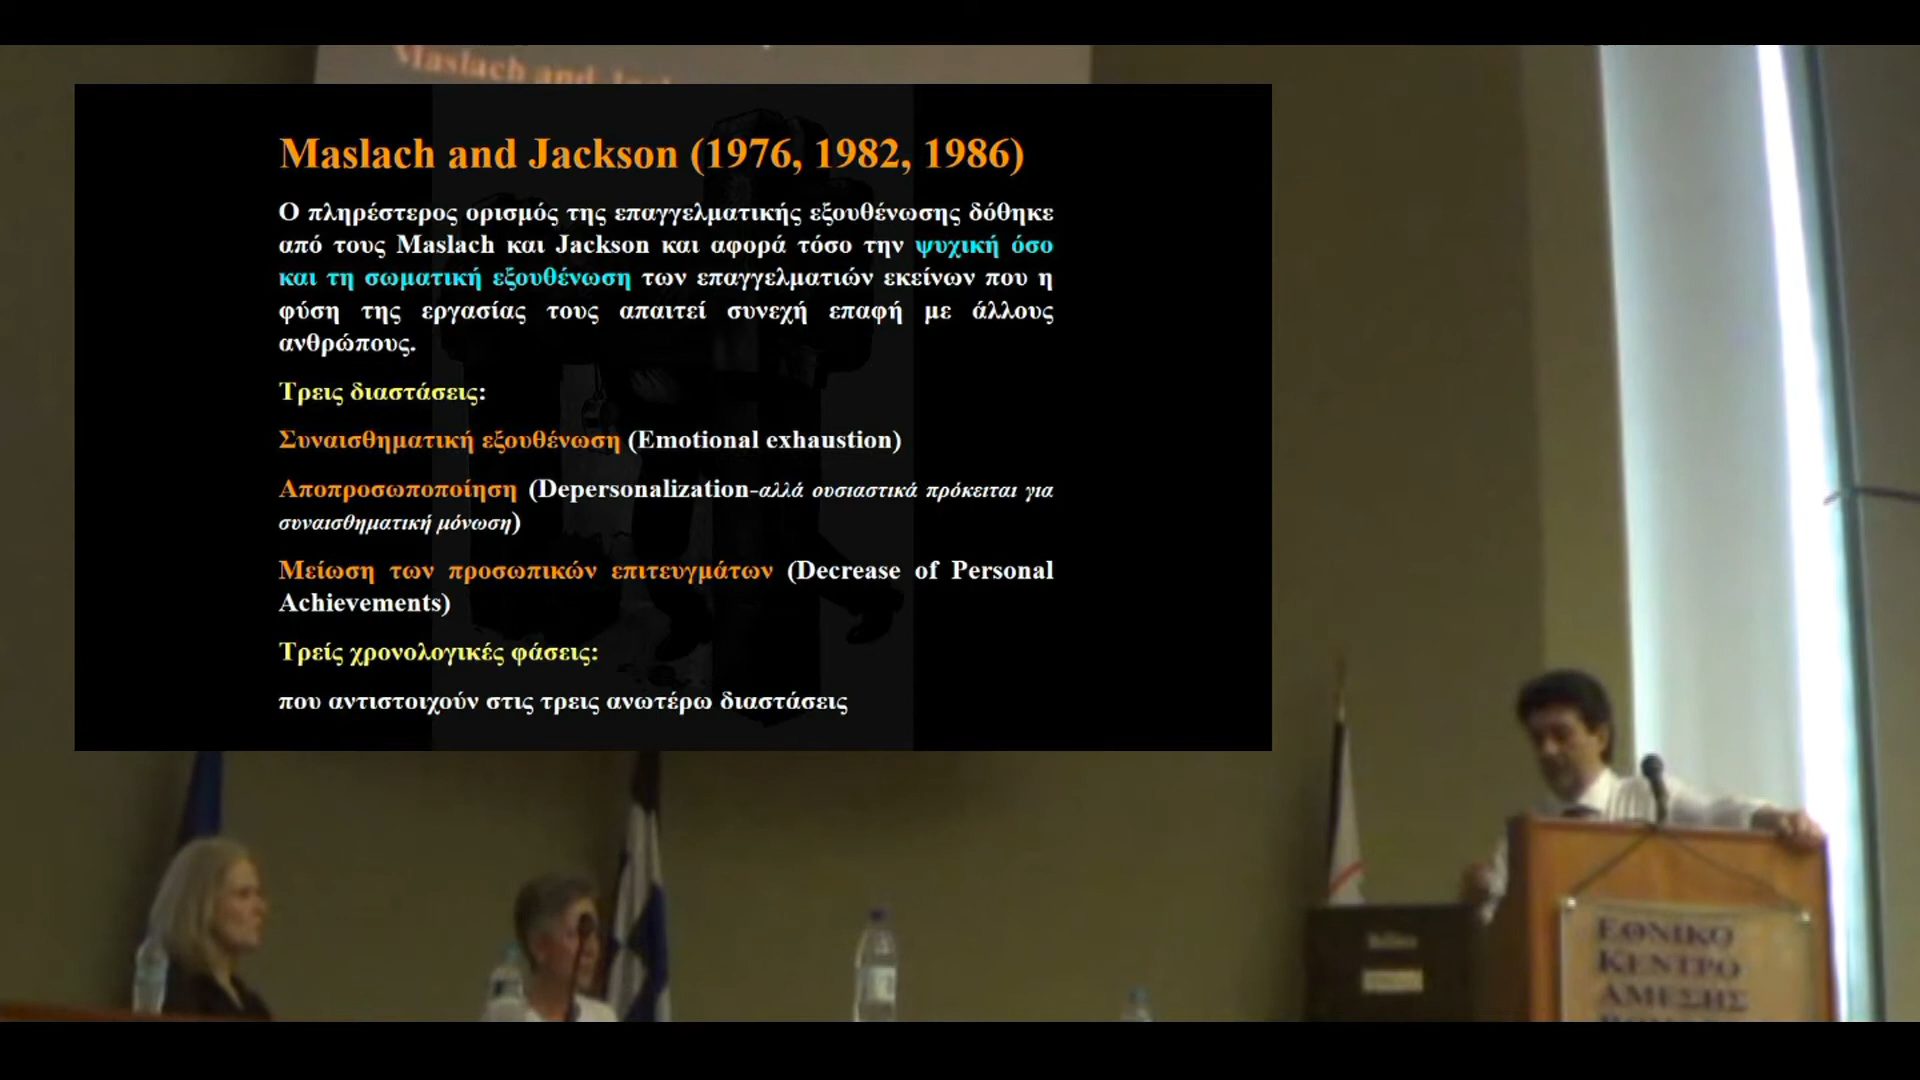 Maslach and
Maslach and Jackson (1976, 1982, 1986)
Ο πληρέστερος ορισμός της επαγγελματικής εξουθένωσης δόθηκε
από τους Maslach και Jackson και αφορά τόσο την ψυχική όσο
και τη σωματική εξουθένωση των επαγγελματιών εκείνων που η
φύση της εργασίας τους απαιτεί συνεχή επαφή με άλλους
ανθρώπους.
Τρεις διαστάσεις:
Συναισθηματική εξουθένωση (Emotional exhaustion)
Αποπροσωποποίηση (Depersonalization-αλλά ουσιαστικά πρόκειται για
συναισθηματική μόνωση)
Μείωση των προσωπικών επιτευγμάτων (Decrease of Personal
Achievements)
Τρείς χρονολογικές φάσεις:
που αντιστοιχούν στις τρεις ανωτέρω διαστάσεις
ΕΘΝΙΚΟ
ΚΕΝΤΡΟ
ΑΜΕΣΗΣ